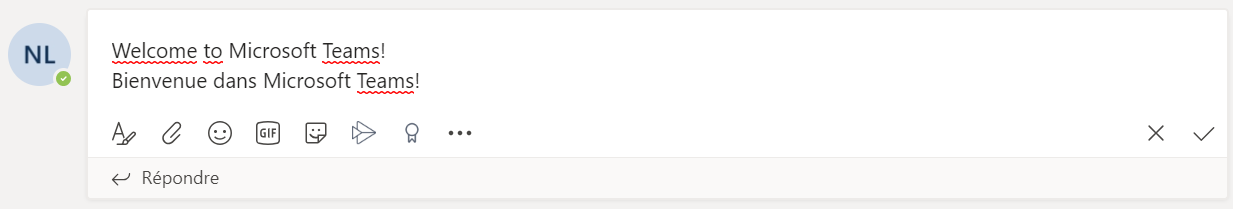 NL
Welcome to Microsoft Teams!
Bienvenue dans Microsoft Teams!
GIF
Répondre